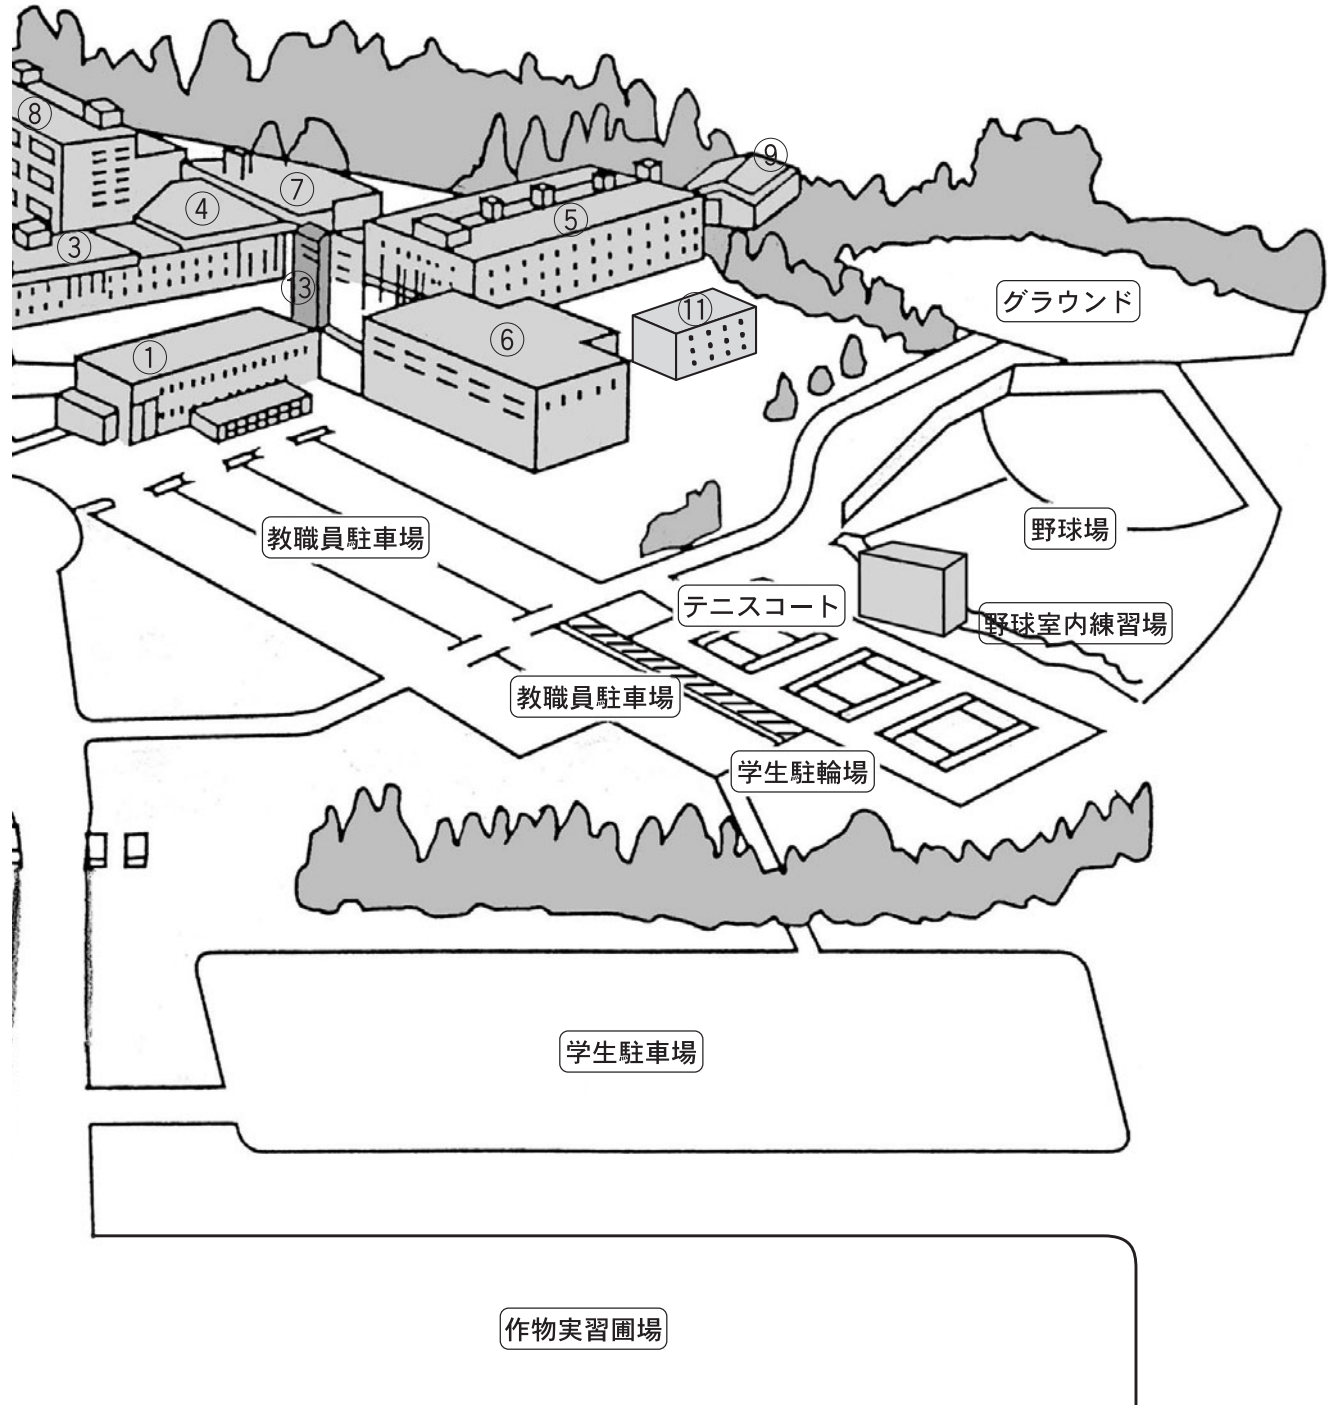 ⑧
⑨
⑦
④
⑤
③
⑬
グラウンド
⑪
⑥
①
教職員駐車場
野球場
テニスコート
野球室内練習場
教職員駐車場
学生駐輪場
学生駐車場
作物実習圃場